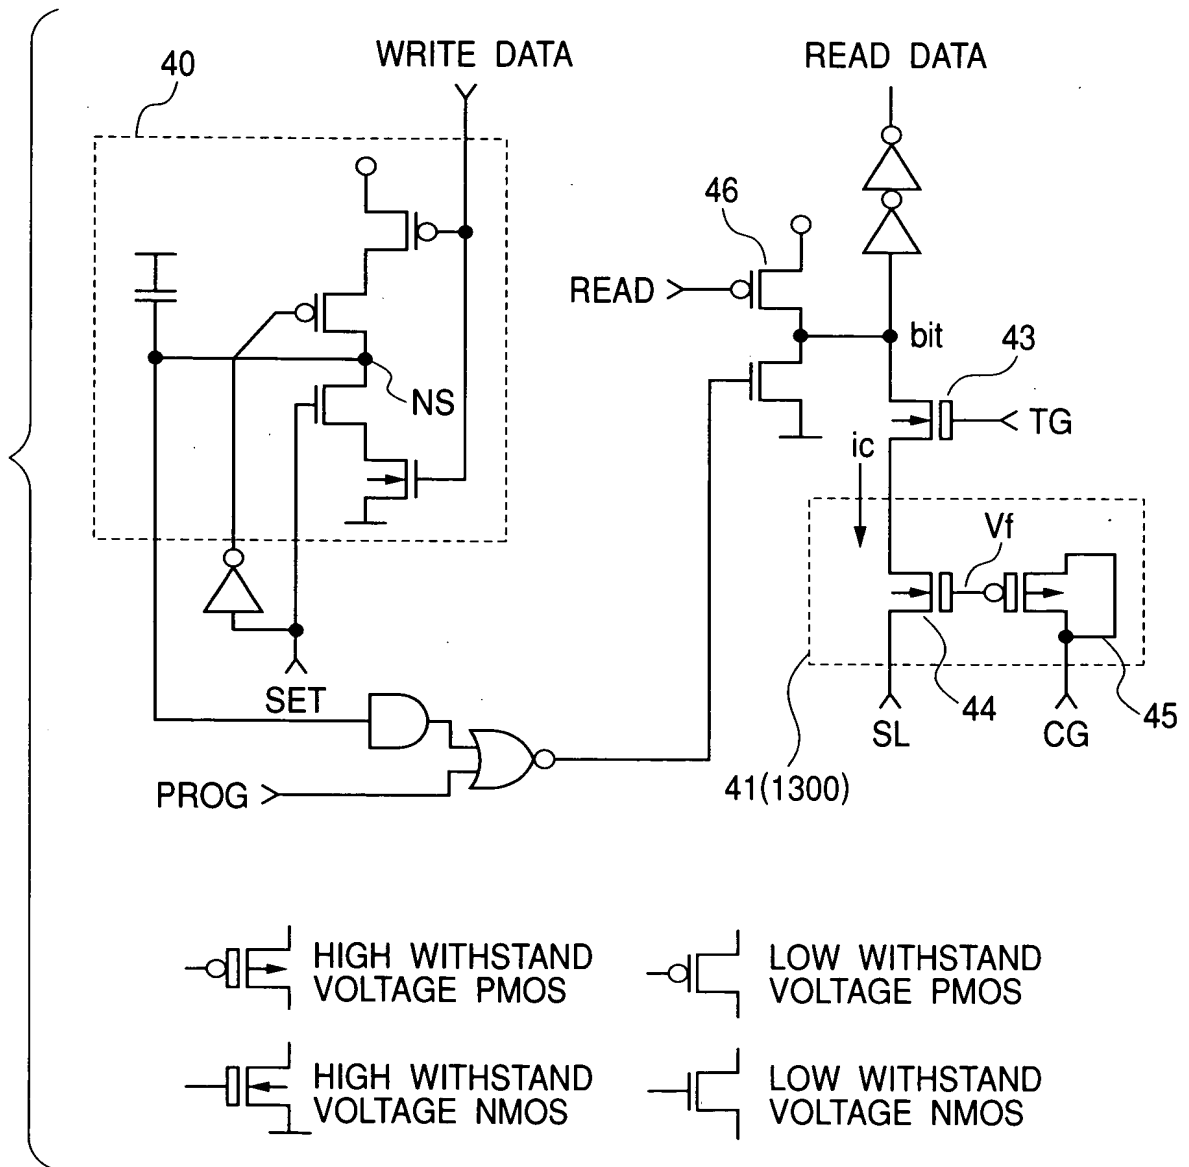 WRITE DATA
READ DATA
40
46
READ
bit
43
NS
TG
ic
Vf
SET
SL
44
CG
45
PROG
41(1300)
HIGH WITHSTAND
VOLTAGE PMOS
LOW WITHSTAND
VOLTAGE PMOS
HIGH WITHSTAND
VOLTAGE NMOS
LOW WITHSTAND
VOLTAGE NMOS